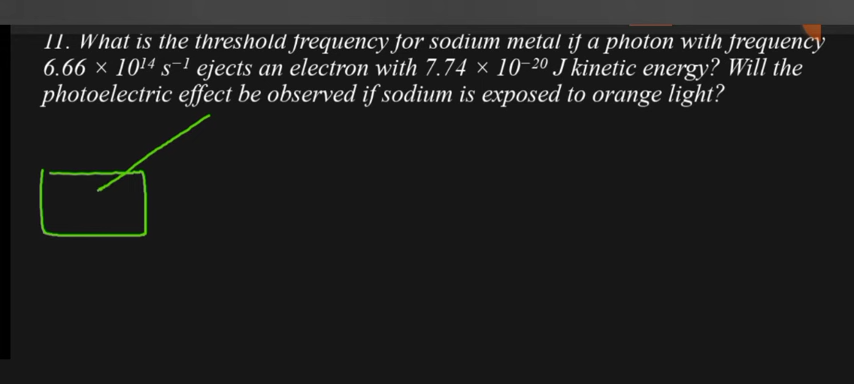 11. What is the threshold frequency for sodium metal if a photon with frequency
6.66 × 10¹⁴ s⁻¹ ejects an electron with 7.74 × 10⁻²⁰ J kinetic energy? Will the
photoelectric effect be observed if sodium is exposed to orange light?